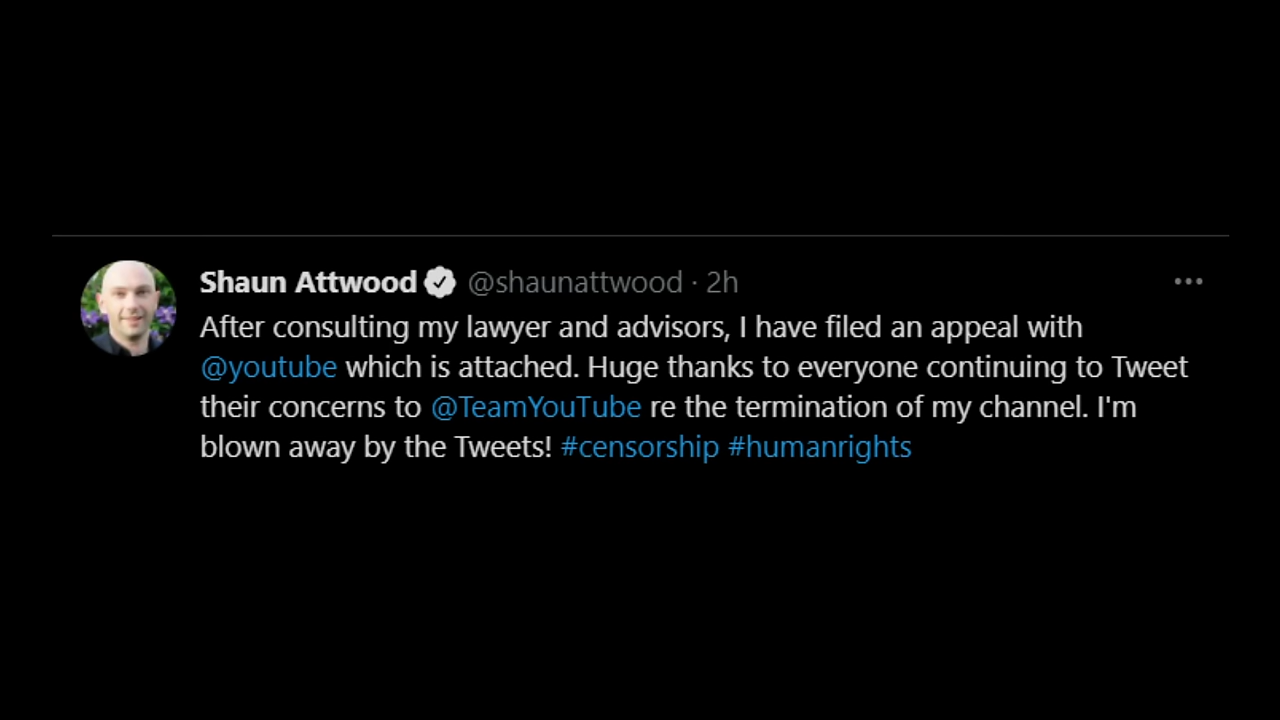 Shaun Attwood @shaunattwood · 2h
After consulting my lawyer and advisors, I have filed an appeal with
@youtube which is attached. Huge thanks to everyone continuing to Tweet
their concerns to @TeamYouTube re the termination of my channel. I'm
blown away by the Tweets! #censorship #humanrights